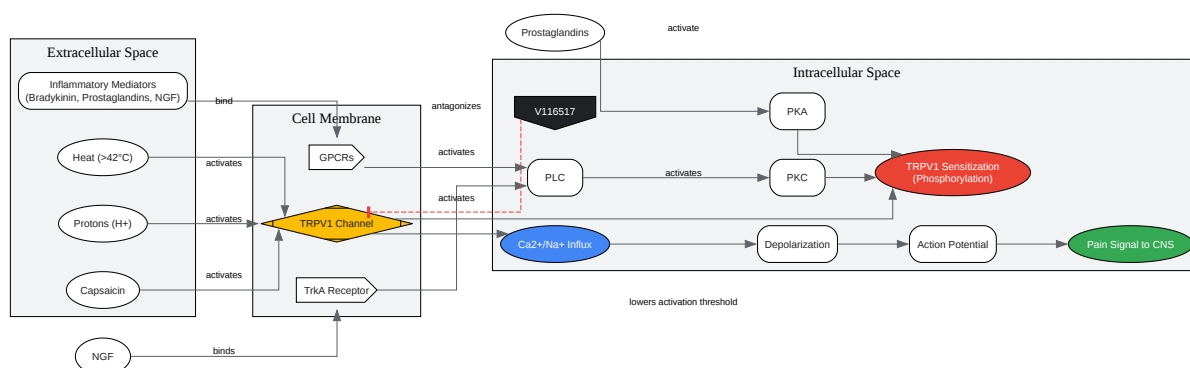 Prostaglandins
activate
Extracellular Space
Intracellular Space
Inflammatory Mediators
(Bradykinin, Prostaglandins, NGF)
bind
antagonizes
V116517
PKA
Cell Membrane
Heat (>42°C)
activates
GPCRs
activates
PLC
activates
PKC
TRPV1 Sensitization
(Phosphorylation)
activates
Protons (H+)
activates
TRPV1 Channel
Ca2+/Na+ Influx
Depolarization
Action Potential
Pain Signal to CNS
activates
Capsaicin
TrkA Receptor
lowers activation threshold
NGF
binds